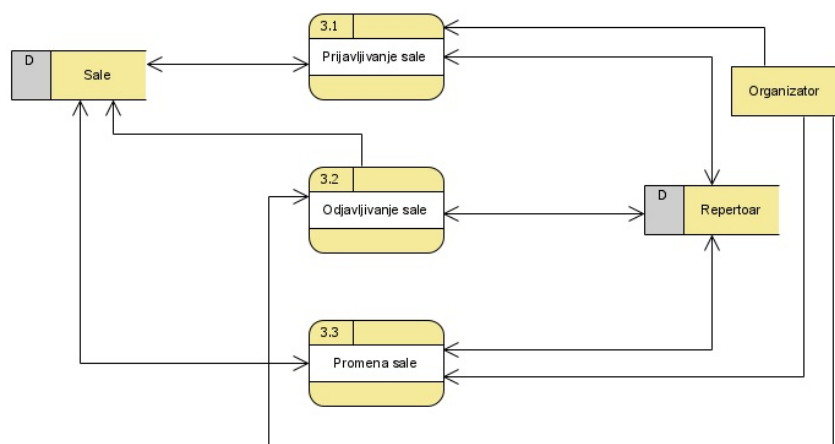 3.1
Prijavljivanje sale
D
Sale
Organizator
3.2
Odjavljivanje sale
D
Repertoar
3.3
Promena sale